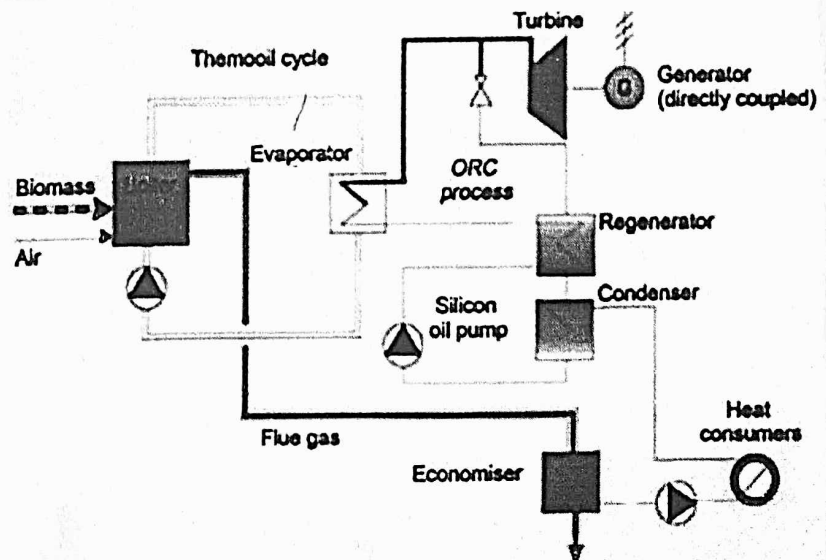 Turbine
Themooil cycle
Generator
(directly coupled)
G
Evaporator
ORC
process
Biomass
Air
Regenerator
Condenser
Silicon
oil pump
Heat
consumers
Flue gas
Economiser